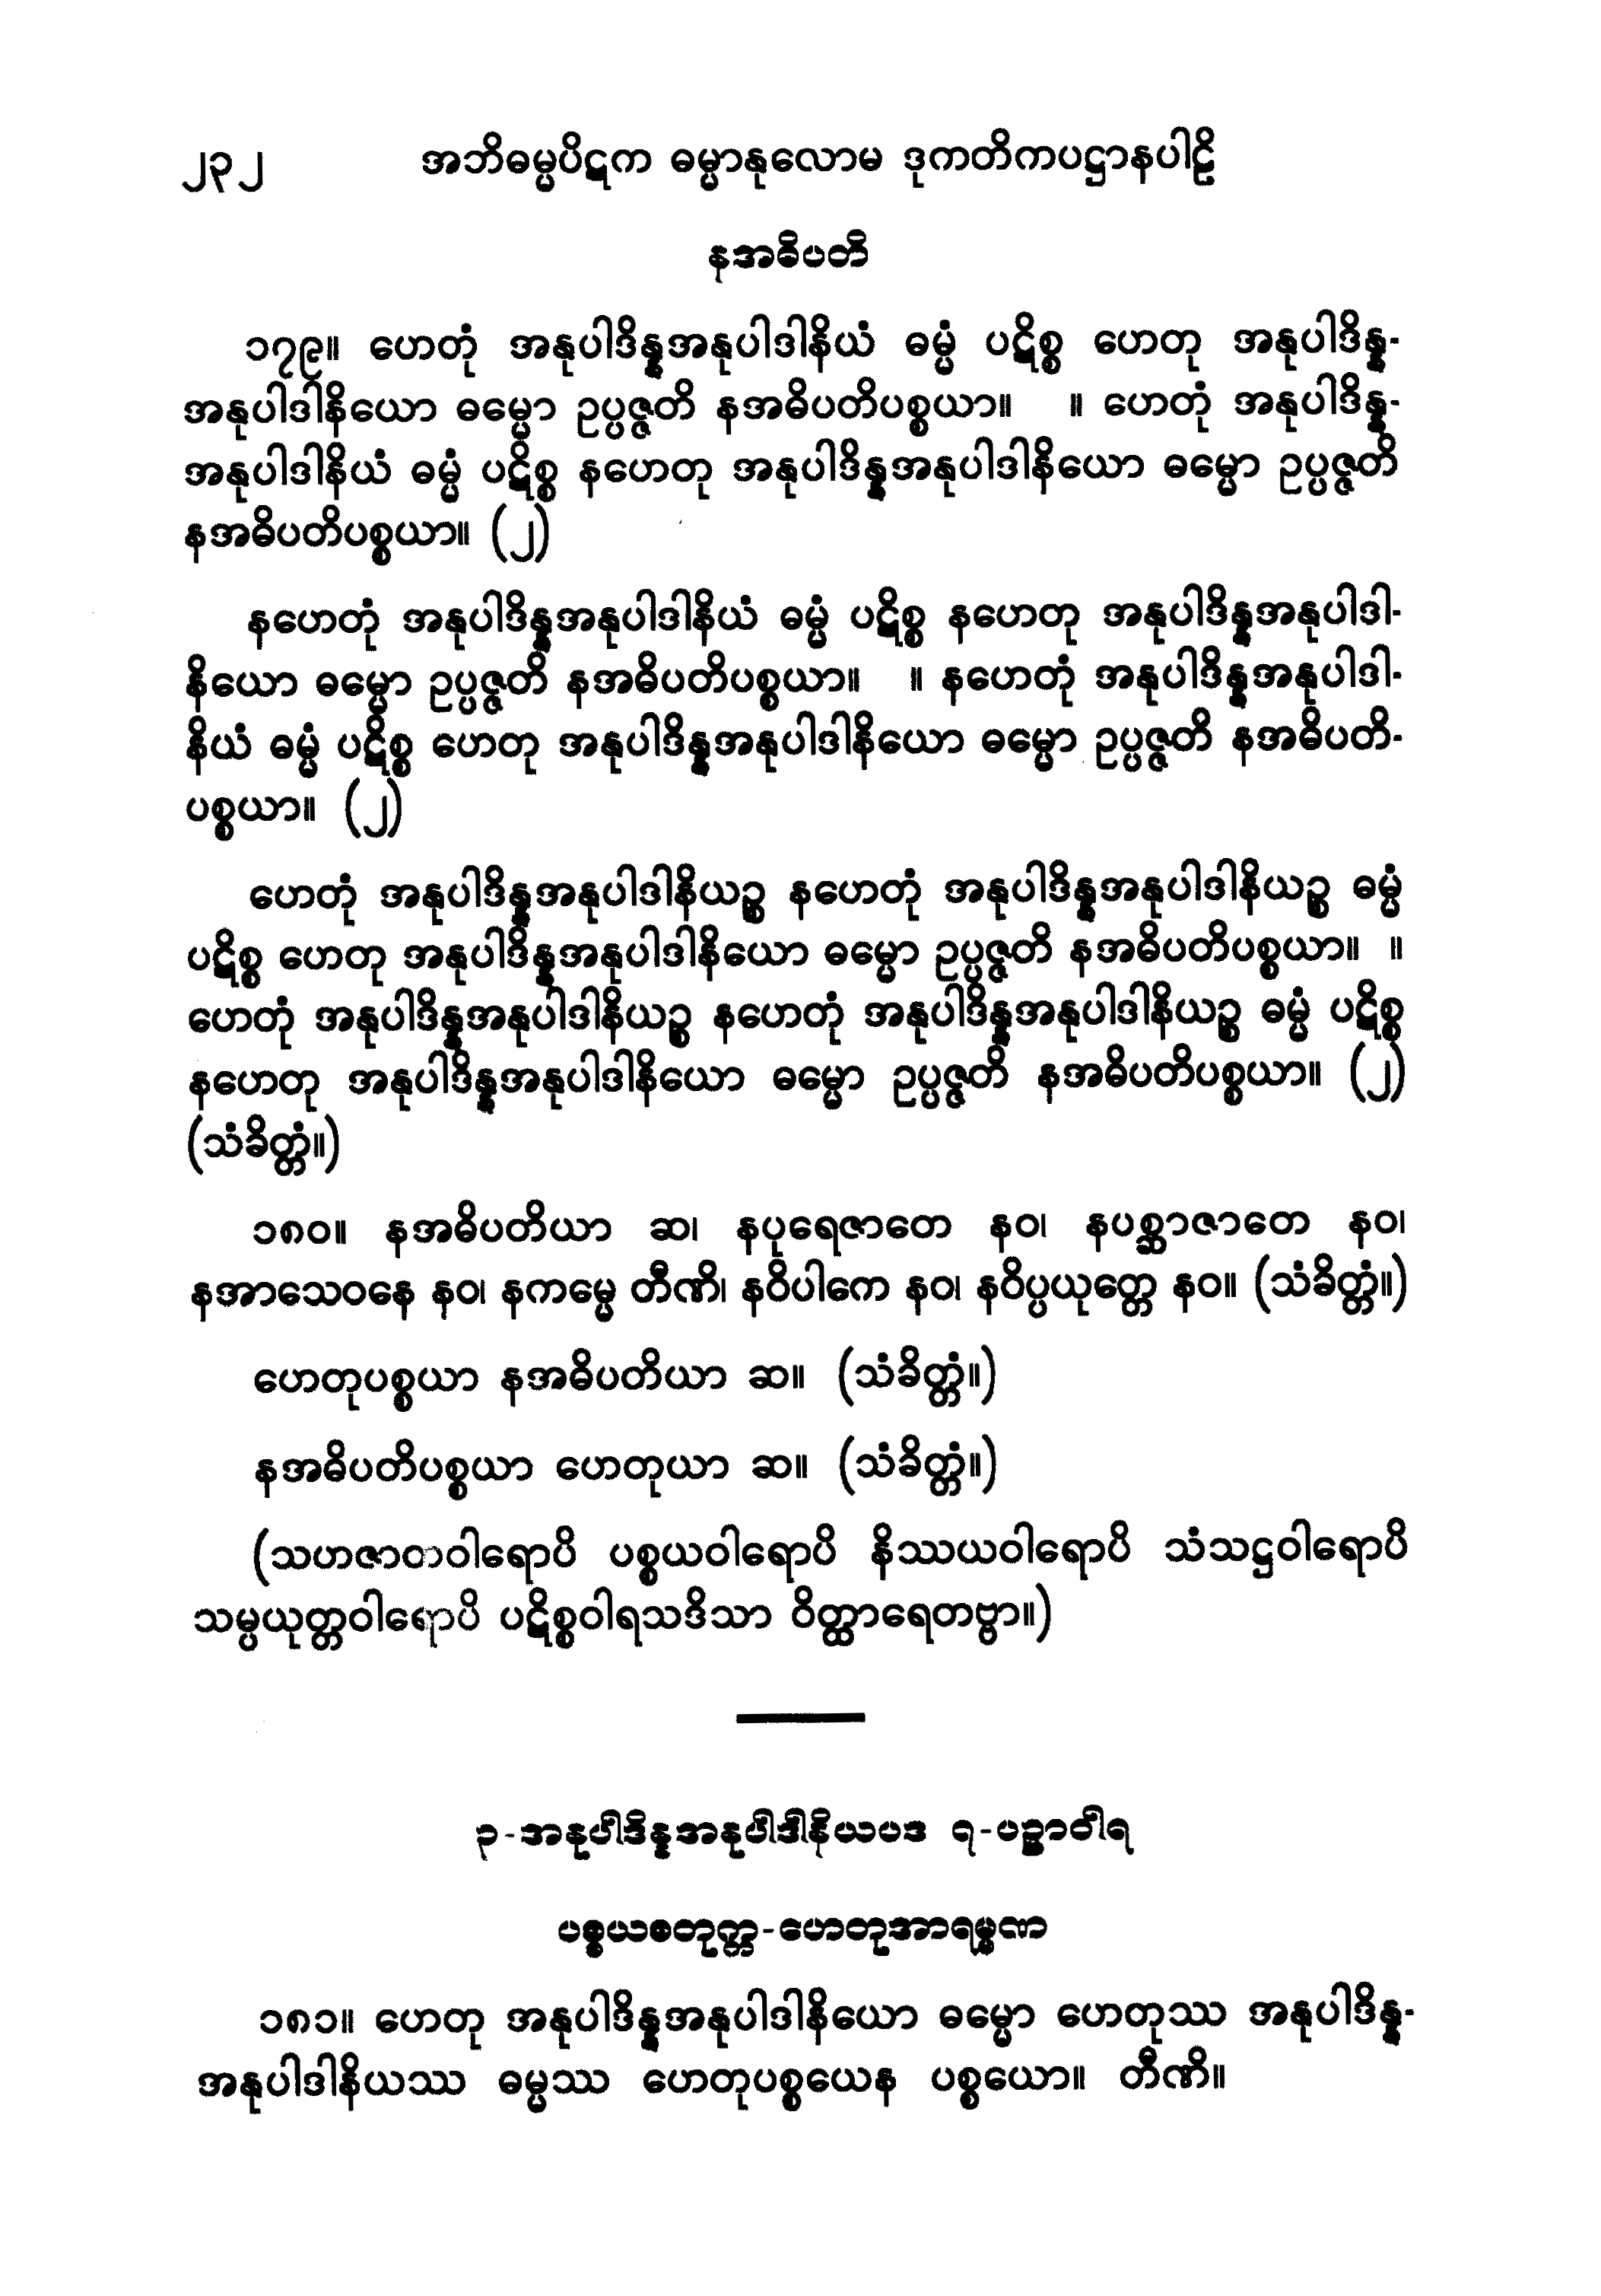 ၂၃၂ အဘိဓမ္မပိဋက ဓမ္မာနုလောမ ဒုကတိကပဋ္ဌာနပါဠိ
နအဓိပတိ
၁၇၉။ ဟေတုံ အနုပါဒိန္နအနုပါဒါနိယံ ဓမ္မံ ပဋိစ္စ ဟေတု အနုပါဒိန္န-
အနုပါဒါနိယော ဓမ္မော ဥပ္ပဇ္ဇတိ နအဓိပတိပစ္စယာ။ ။ ဟေတုံ အနုပါဒိန္န-
အနုပါဒါနိယံ ဓမ္မံ ပဋိစ္စ နဟေတု အနုပါဒိန္နအနုပါဒါနိယော ဓမ္မော ဥပ္ပဇ္ဇတိ
နအဓိပတိပစ္စယာ။ (၂)
နဟေတုံ အနုပါဒိန္နအနုပါဒါနိယံ ဓမ္မံ ပဋိစ္စ နဟေတု အနုပါဒိန္နအနုပါဒါ-
နိယော ဓမ္မော ဥပ္ပဇ္ဇတိ နအဓိပတိပစ္စယာ။ ။ နဟေတုံ အနုပါဒိန္နအနုပါဒါ-
နိယံ ဓမ္မံ ပဋိစ္စ ဟေတု အနုပါဒိန္နအနုပါဒါနိယော ဓမ္မော ဥပ္ပဇ္ဇတိ နအဓိပတိ-
ပစ္စယာ။ (၂)
ဟေတုံ အနုပါဒိန္နအနုပါဒါနိယဉ္စ နဟေတုံ အနုပါဒိန္နအနုပါဒါနိယဉ္စ ဓမ္မံ
ပဋိစ္စ ဟေတု အနုပါဒိန္နအနုပါဒါနိယော ဓမ္မော ဥပ္ပဇ္ဇတိ နအဓိပတိပစ္စယာ။ ။
ဟေတုံ အနုပါဒိန္နအနုပါဒါနိယဉ္စ နဟေတုံ အနုပါဒိန္နအနုပါဒါနိယဉ္စ ဓမ္မံ ပဋိစ္စ
နဟေတု အနုပါဒိန္နအနုပါဒါနိယော ဓမ္မော ဥပ္ပဇ္ဇတိ နအဓိပတိပစ္စယာ။ (၂)
(သံခိတ္တံ။)
၁၈၀။ နအဓိပတိယာ ဆ၊ နပုရေဇာတေ နဝ၊ နပစ္ဆာဇာတေ နဝ၊
နအာသေဝနေ နဝ၊ နကမ္မေ တီဏိ၊ နဝိပါကေ နဝ၊ နဝိပ္ပယုတ္တေ နဝ။ (သံခိတ္တံ။)
ဟေတုပစ္စယာ နအဓိပတိယာ ဆ။ (သံခိတ္တံ။)
နအဓိပတိပစ္စယာ ဟေတုယာ ဆ။ (သံခိတ္တံ။)
(သဟဇာတဝါရောပိ ပစ္စယဝါရောပိ နိဿယဝါရောပိ သံသဋ္ဌဝါရောပိ
သမ္ပယုတ္တဝါရောပိ ပဋိစ္စဝါရသဒိသာ ဝိတ္ထာရေတဗ္ဗာ။)
၃-အနုပါဒိန္နအနုပါဒါနိယပဒ ၇-ပဉှာဝါရ
ပစ္စယစတုက္က-ဟေတုအာရမ္မဏ
၁၈၁။ ဟေတု အနုပါဒိန္နအနုပါဒါနိယော ဓမ္မော ဟေတုဿ အနုပါဒိန္န-
အနုပါဒါနိယဿ ဓမ္မဿ ဟေတုပစ္စယေန ပစ္စယော။ တီဏိ။